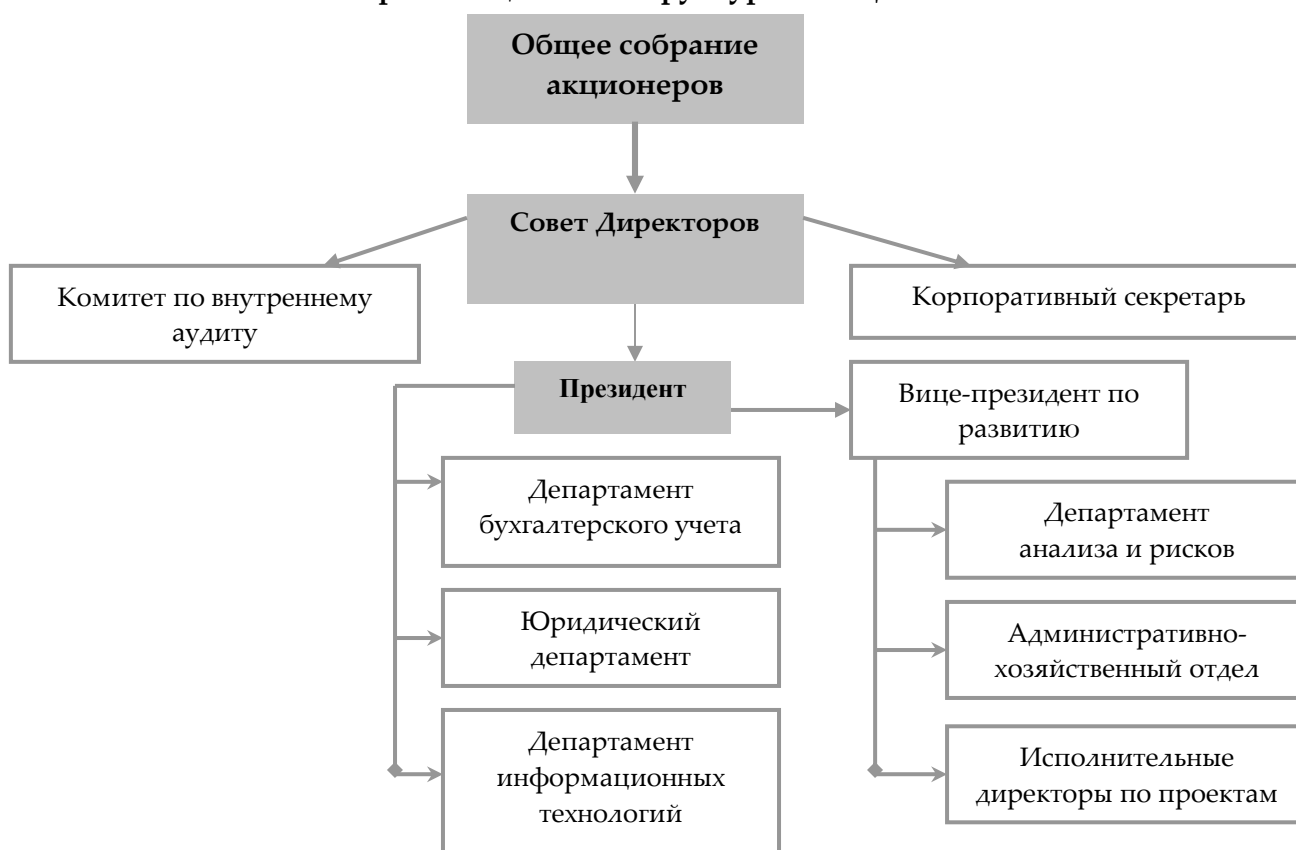 Общее собрание
акционеров
Совет Директоров
Комитет по внутреннему
аудиту
Корпоративный секретарь
Президент
Вице-президент по
развитию
Департамент
бухгалтерского учета
Юридический
департамент
Департамент
информационных
технологий
Департамент
анализа и рисков
Административно-
хозяйственный отдел
Исполнительные
директоры по проектам